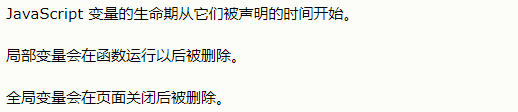 JavaScript 变量的生命期从它们被声明的时间开始。
局部变量会在函数运行以后被删除。
全局变量会在页面关闭后被删除。